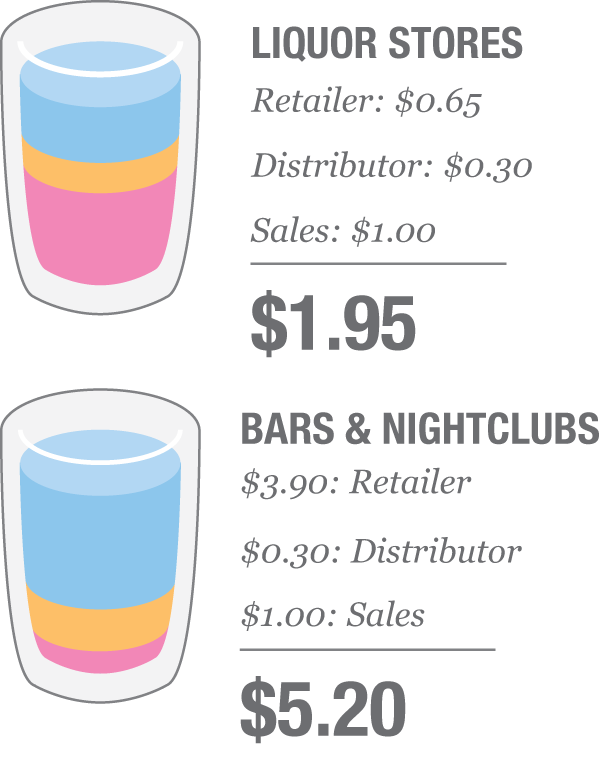 LIQUOR STORES
Retailer: $0.65
Distributor: $0.30
Sales: $1.00
$1.95
BARS & NIGHTCLUBS
$3.90: Retailer
$0.30: Distributor
$1.00: Sales
$5.20